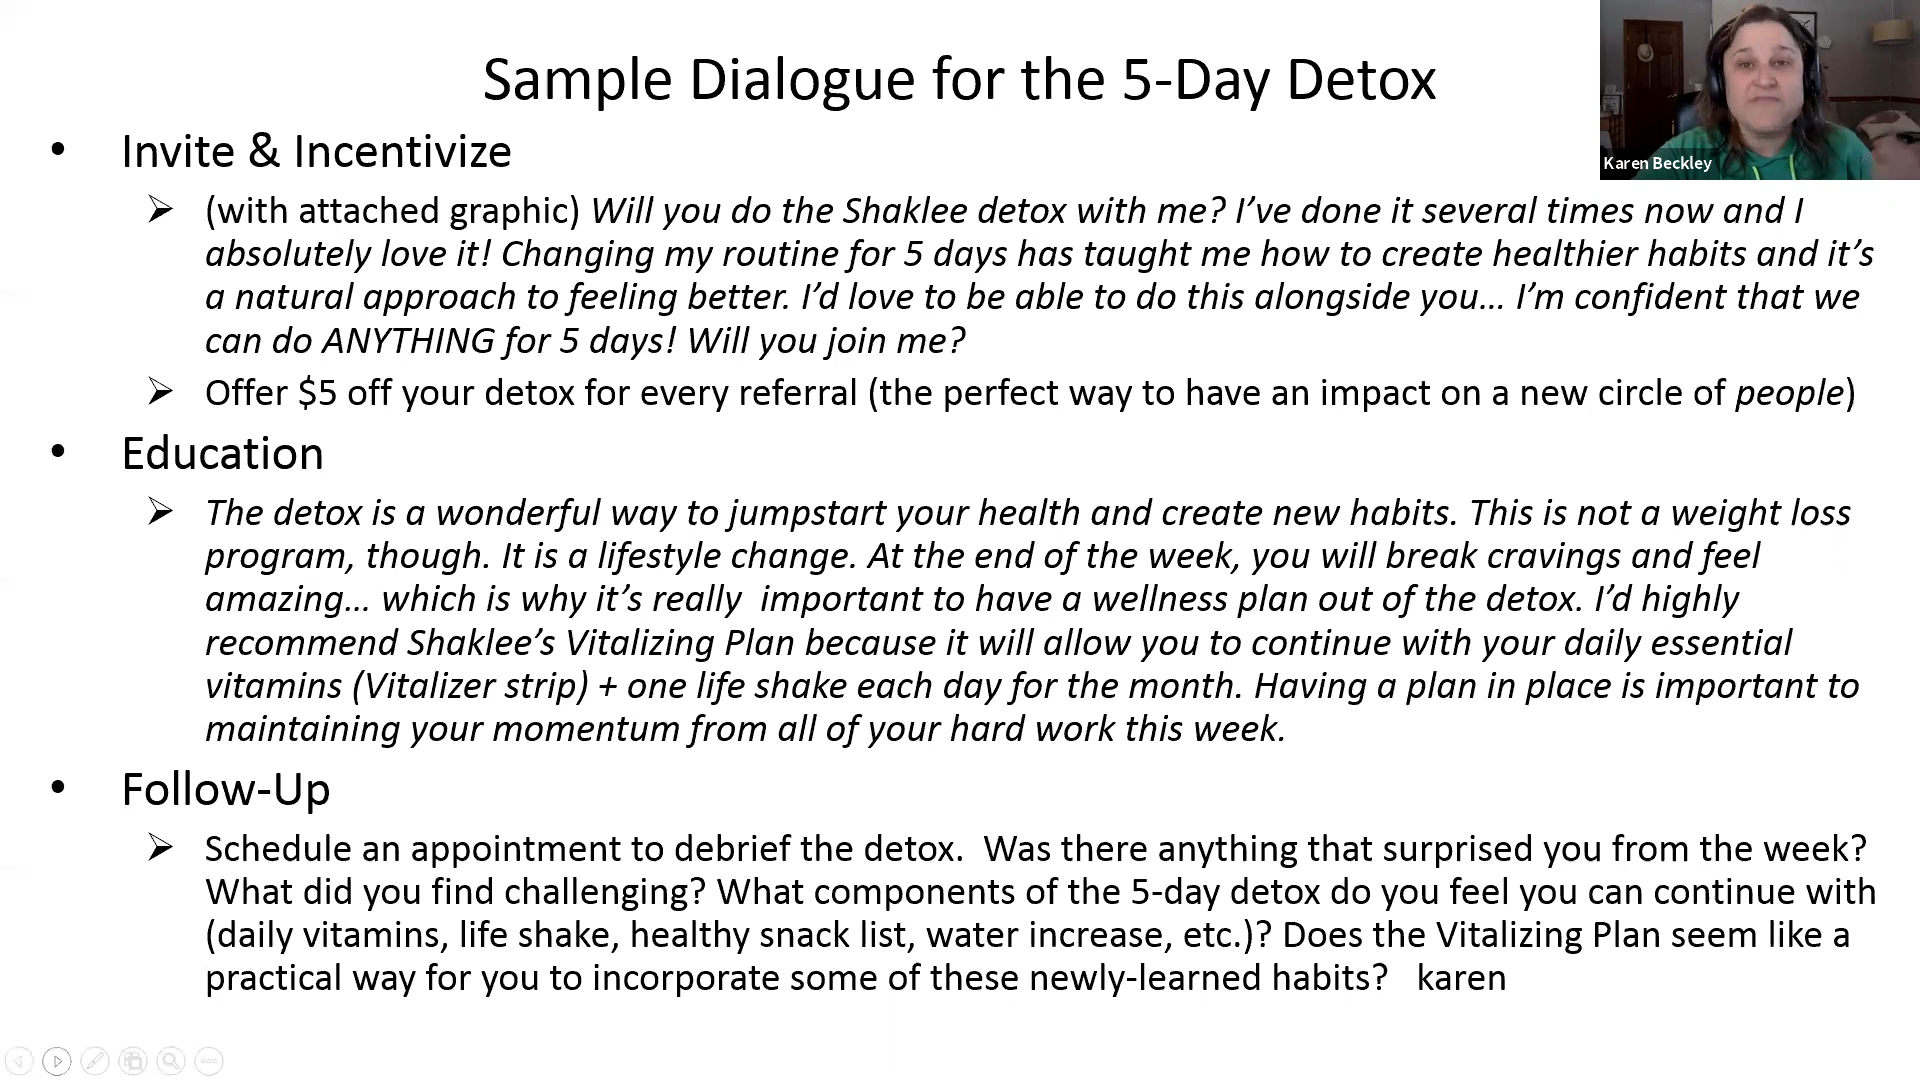 Sample Dialogue for the 5-Day Detox
Karen Beckley
• Invite & Incentivize
➢ (with attached graphic) Will you do the Shaklee detox with me? I’ve done it several times now and I
absolutely love it! Changing my routine for 5 days has taught me how to create healthier habits and it’s
a natural approach to feeling better. I’d love to be able to do this alongside you… I’m confident that we
can do ANYTHING for 5 days! Will you join me?
➢ Offer $5 off your detox for every referral (the perfect way to have an impact on a new circle of people)
• Education
➢ The detox is a wonderful way to jumpstart your health and create new habits. This is not a weight loss
program, though. It is a lifestyle change. At the end of the week, you will break cravings and feel
amazing… which is why it’s really  important to have a wellness plan out of the detox. I’d highly
recommend Shaklee’s Vitalizing Plan because it will allow you to continue with your daily essential
vitamins (Vitalizer strip) + one life shake each day for the month. Having a plan in place is important to
maintaining your momentum from all of your hard work this week.
• Follow-Up
➢ Schedule an appointment to debrief the detox.  Was there anything that surprised you from the week?
What did you find challenging? What components of the 5-day detox do you feel you can continue with
(daily vitamins, life shake, healthy snack list, water increase, etc.)? Does the Vitalizing Plan seem like a
practical way for you to incorporate some of these newly-learned habits?   karen